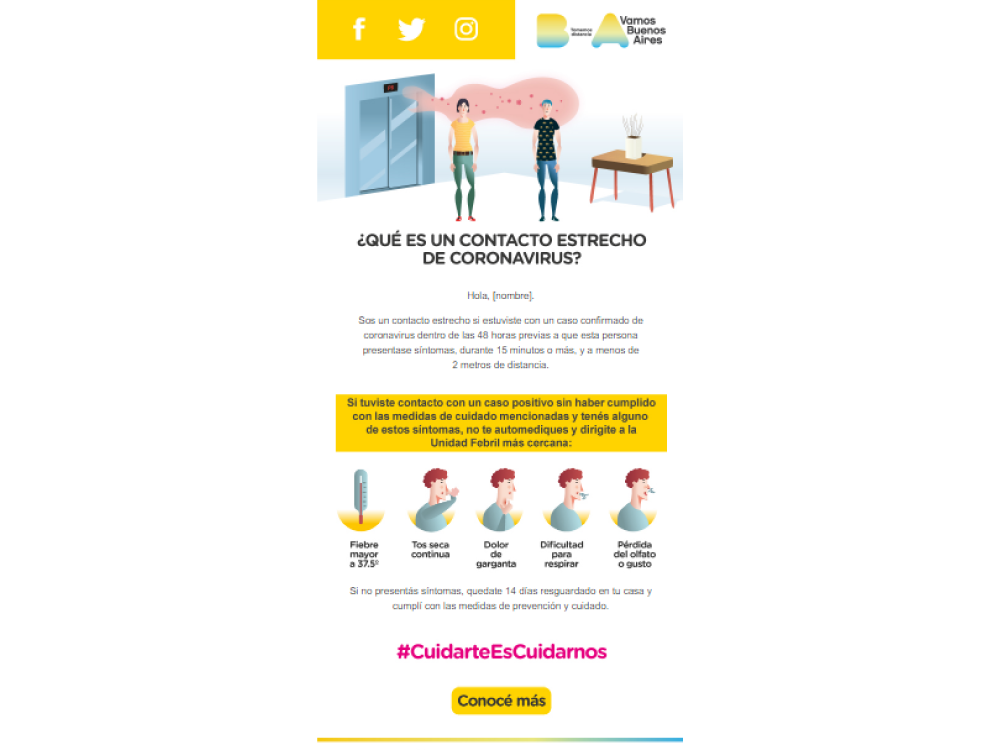 BA
Tomemos
distancia
Vamos
Buenos
Aires
¿QUÉ ES UN CONTACTO ESTRECHO
DE CORONAVIRUS?
Hola, [nombre].
Sos un contacto estrecho si estuviste con un caso confirmado de
coronavirus dentro de las 48 horas previas a que esta persona
presentase síntomas, durante 15 minutos o más, y a menos de
2 metros de distancia.
Si tuviste contacto con un caso positivo sin haber cumplido
con las medidas de cuidado mencionadas y tenés alguno
de estos síntomas, no te automediques y dirigite a la
Unidad Febril más cercana:
Fiebre
mayor
a 37.5º
Tos seca
continua
Dolor
de
garganta
Dificultad
para
respirar
Pérdida
del olfato
o gusto
Si no presentás síntomas, quedate 14 días resguardado en tu casa y
cumplí con las medidas de prevención y cuidado.
#CuidarteEsCuidarnos
Conocé más